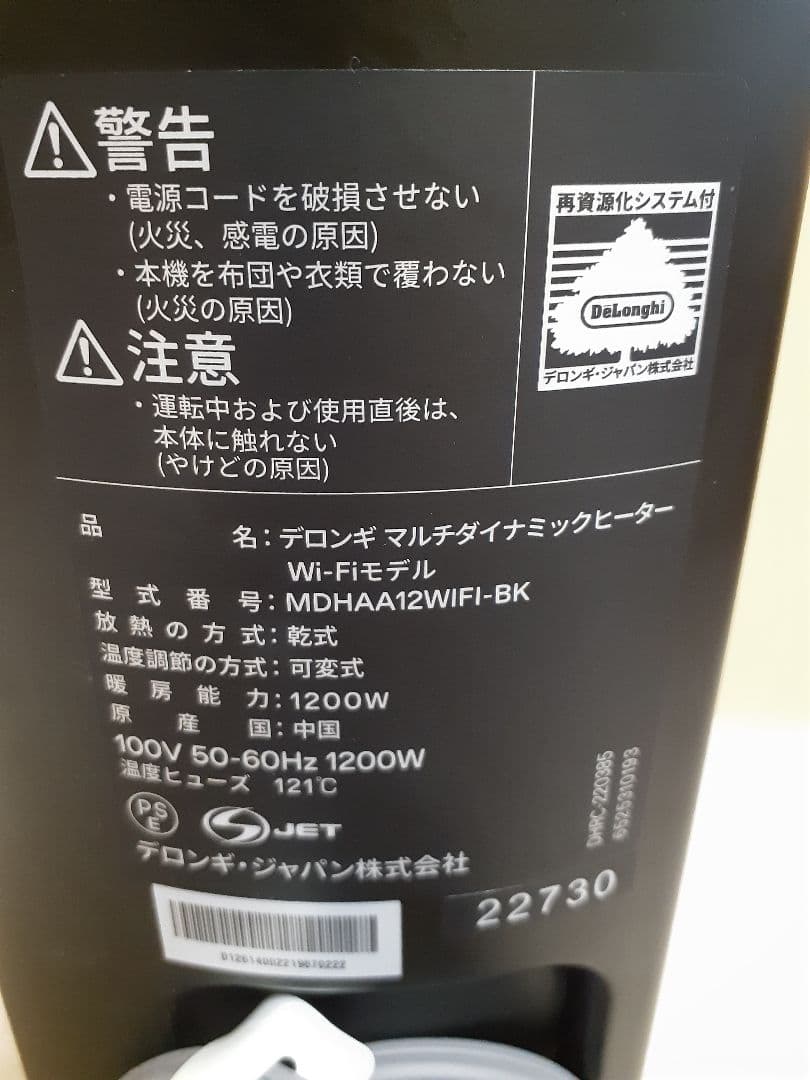 警告
・電源コードを破損させない
(火災、感電の原因)
・本機を布団や衣類で覆わない
(火災の原因)
注意
・運転中および使用直後は、
本体に触れない
(やけどの原因)
再資源化システム付
DeLonghi
デロンギ・ジャパン株式会社
品名：デロンギ マルチダイナミックヒーター
Wi-Fiモデル
型式番号：MDHAA12WIFI-BK
放熱の方式：乾式
温度調節の方式：可変式
暖房能力：1200W
原産国：中国
100V 50-60Hz 1200W
温度ヒューズ 121℃
PSE
JET
デロンギ・ジャパン株式会社
DHRC-220385
6525310193
22730